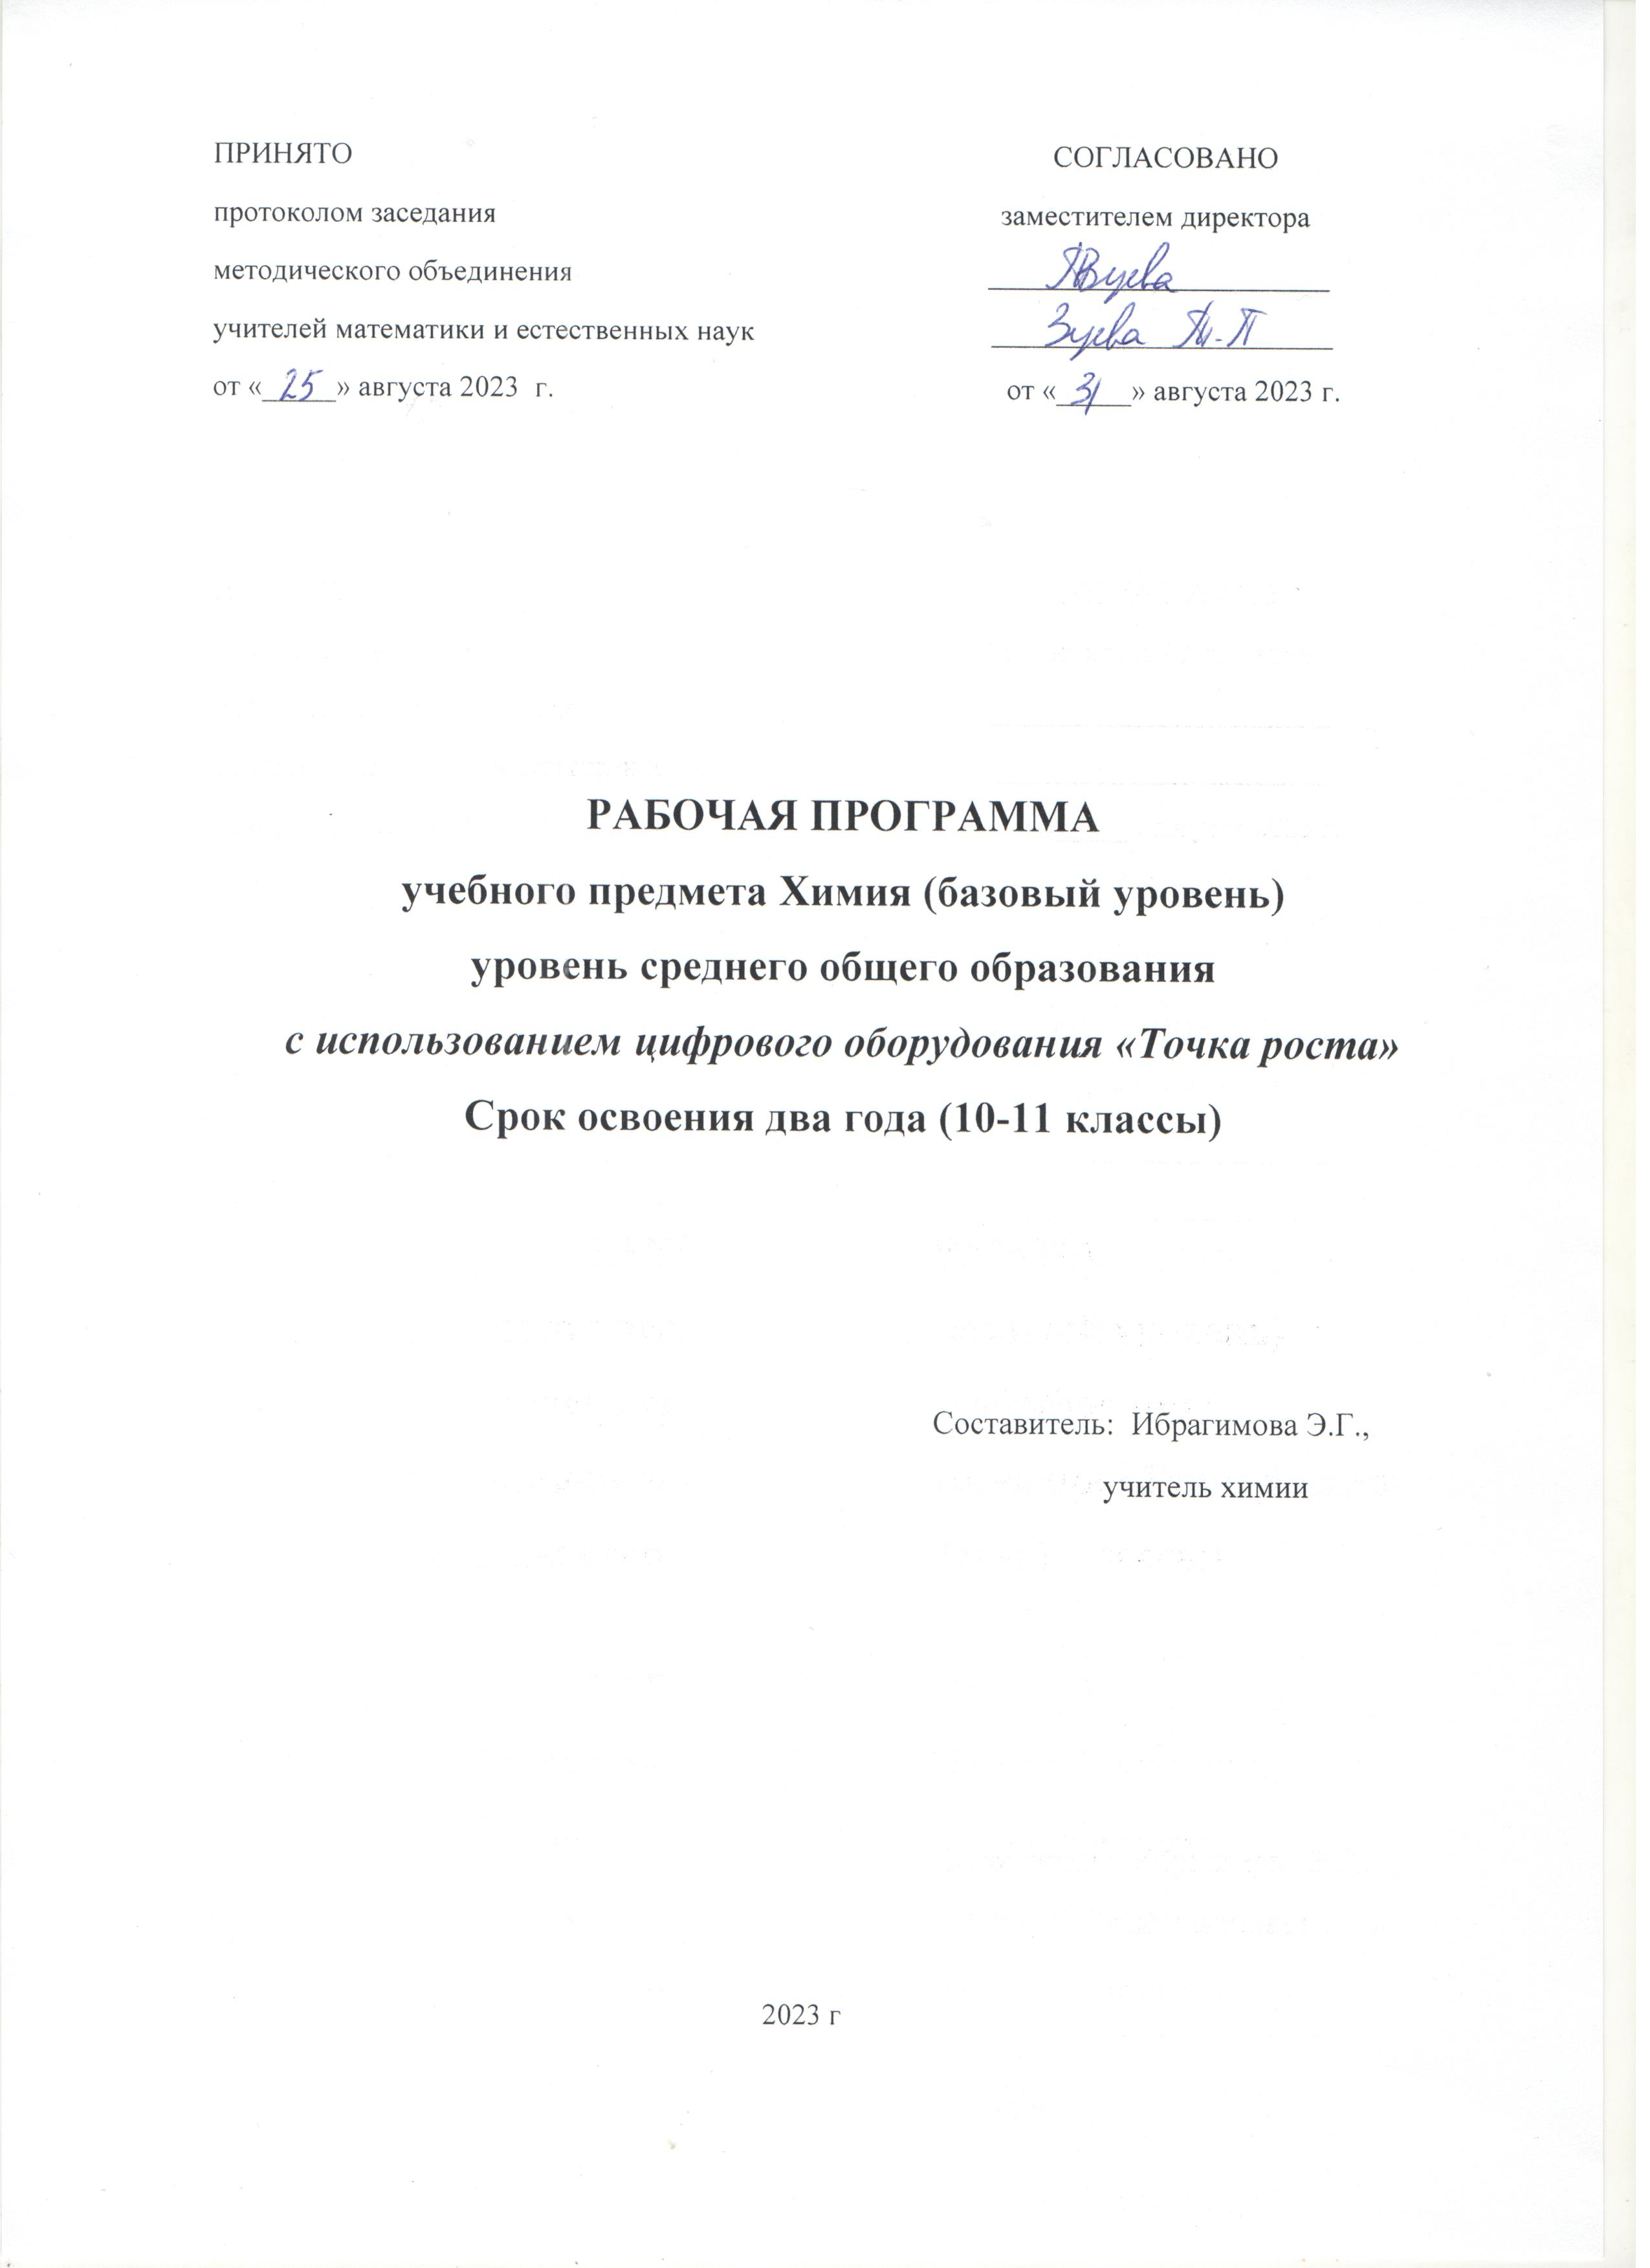 ПРИНЯТО
протоколом заседания
методического объединения
учителей математики и естественных наук
от «25» августа 2023 г.
СОГЛАСОВАНО
заместителем директора
Зуева
от «31» августа 2023 г.
РАБОЧАЯ ПРОГРАММА
учебного предмета Химия (базовый уровень)
уровень среднего общего образования
с использованием цифрового оборудования «Точка роста»
Срок освоения два года (10-11 классы)
Составитель: Ибрагимова Э.Г.,
учитель химии
2023 г